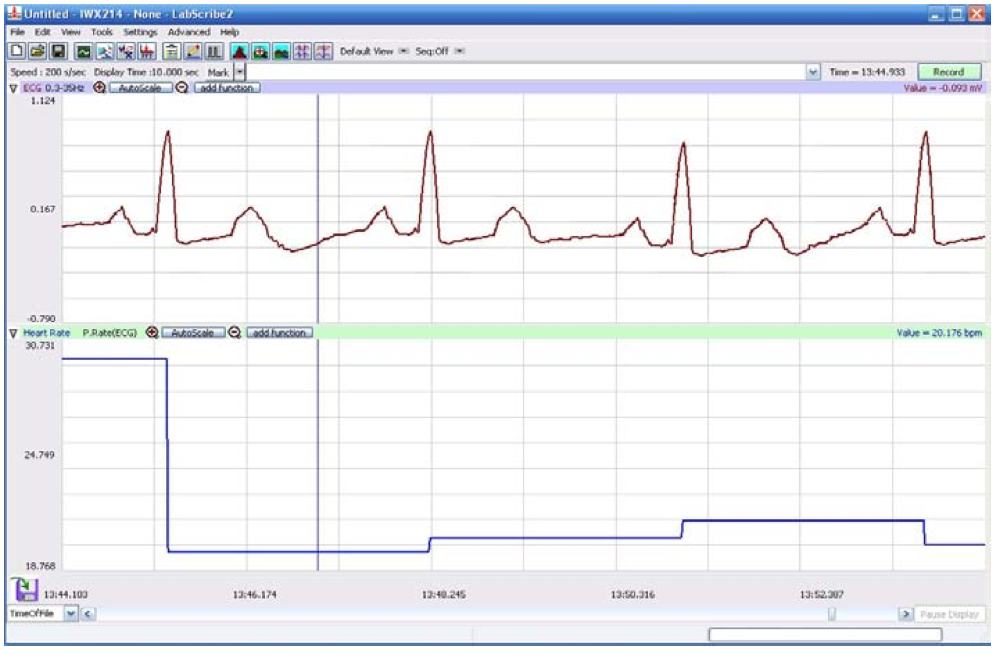 Untitled - IWX214 - None - LabScribe2
File Edit View Tools Settings Advanced Help
Default View Seq:Off
Speed : 200 s/sec Display Time :10.000 sec Mark Time = 13:44.933 Record
ECG 0.3-35Hz AutoScale add function Value = -0.093 mV
1.124
0.167
-0.790
Heart Rate P.Rate(ECG) AutoScale add function Value = 20.176 bpm
30.731
24.749
18.768
13:44.103 13:46.174 13:48.245 13:50.316 13:52.387
TimeOfFile < > Pause Display